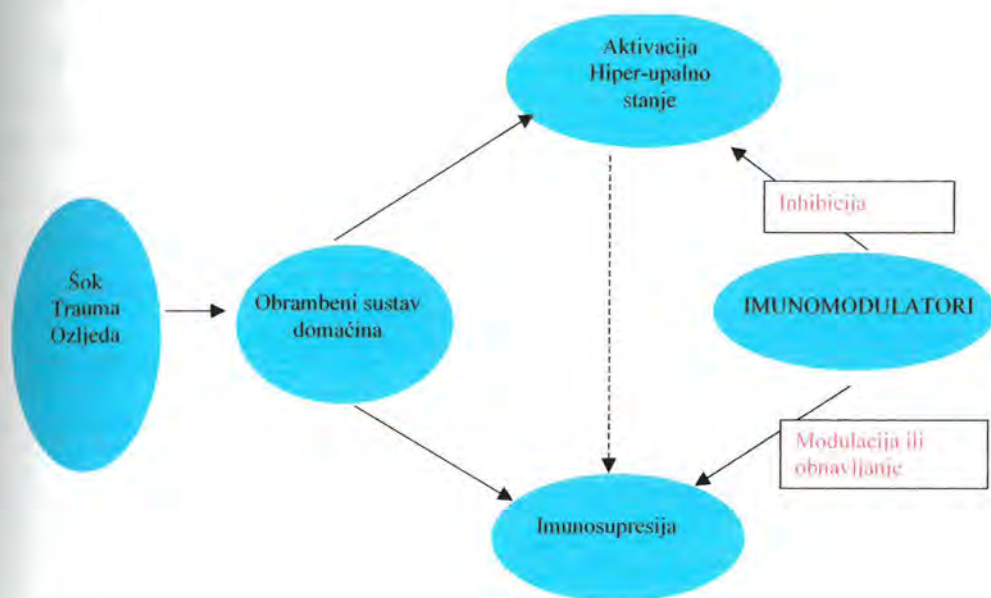 Aktivacija
Hiper-upalno
stanje
Inhibicija
Šok
Trauma
Ozljeda
Obrambeni sustav
domaćina
IMUNOMODULATORI
Modulacija ili
obnavljanje
Imunosupresija